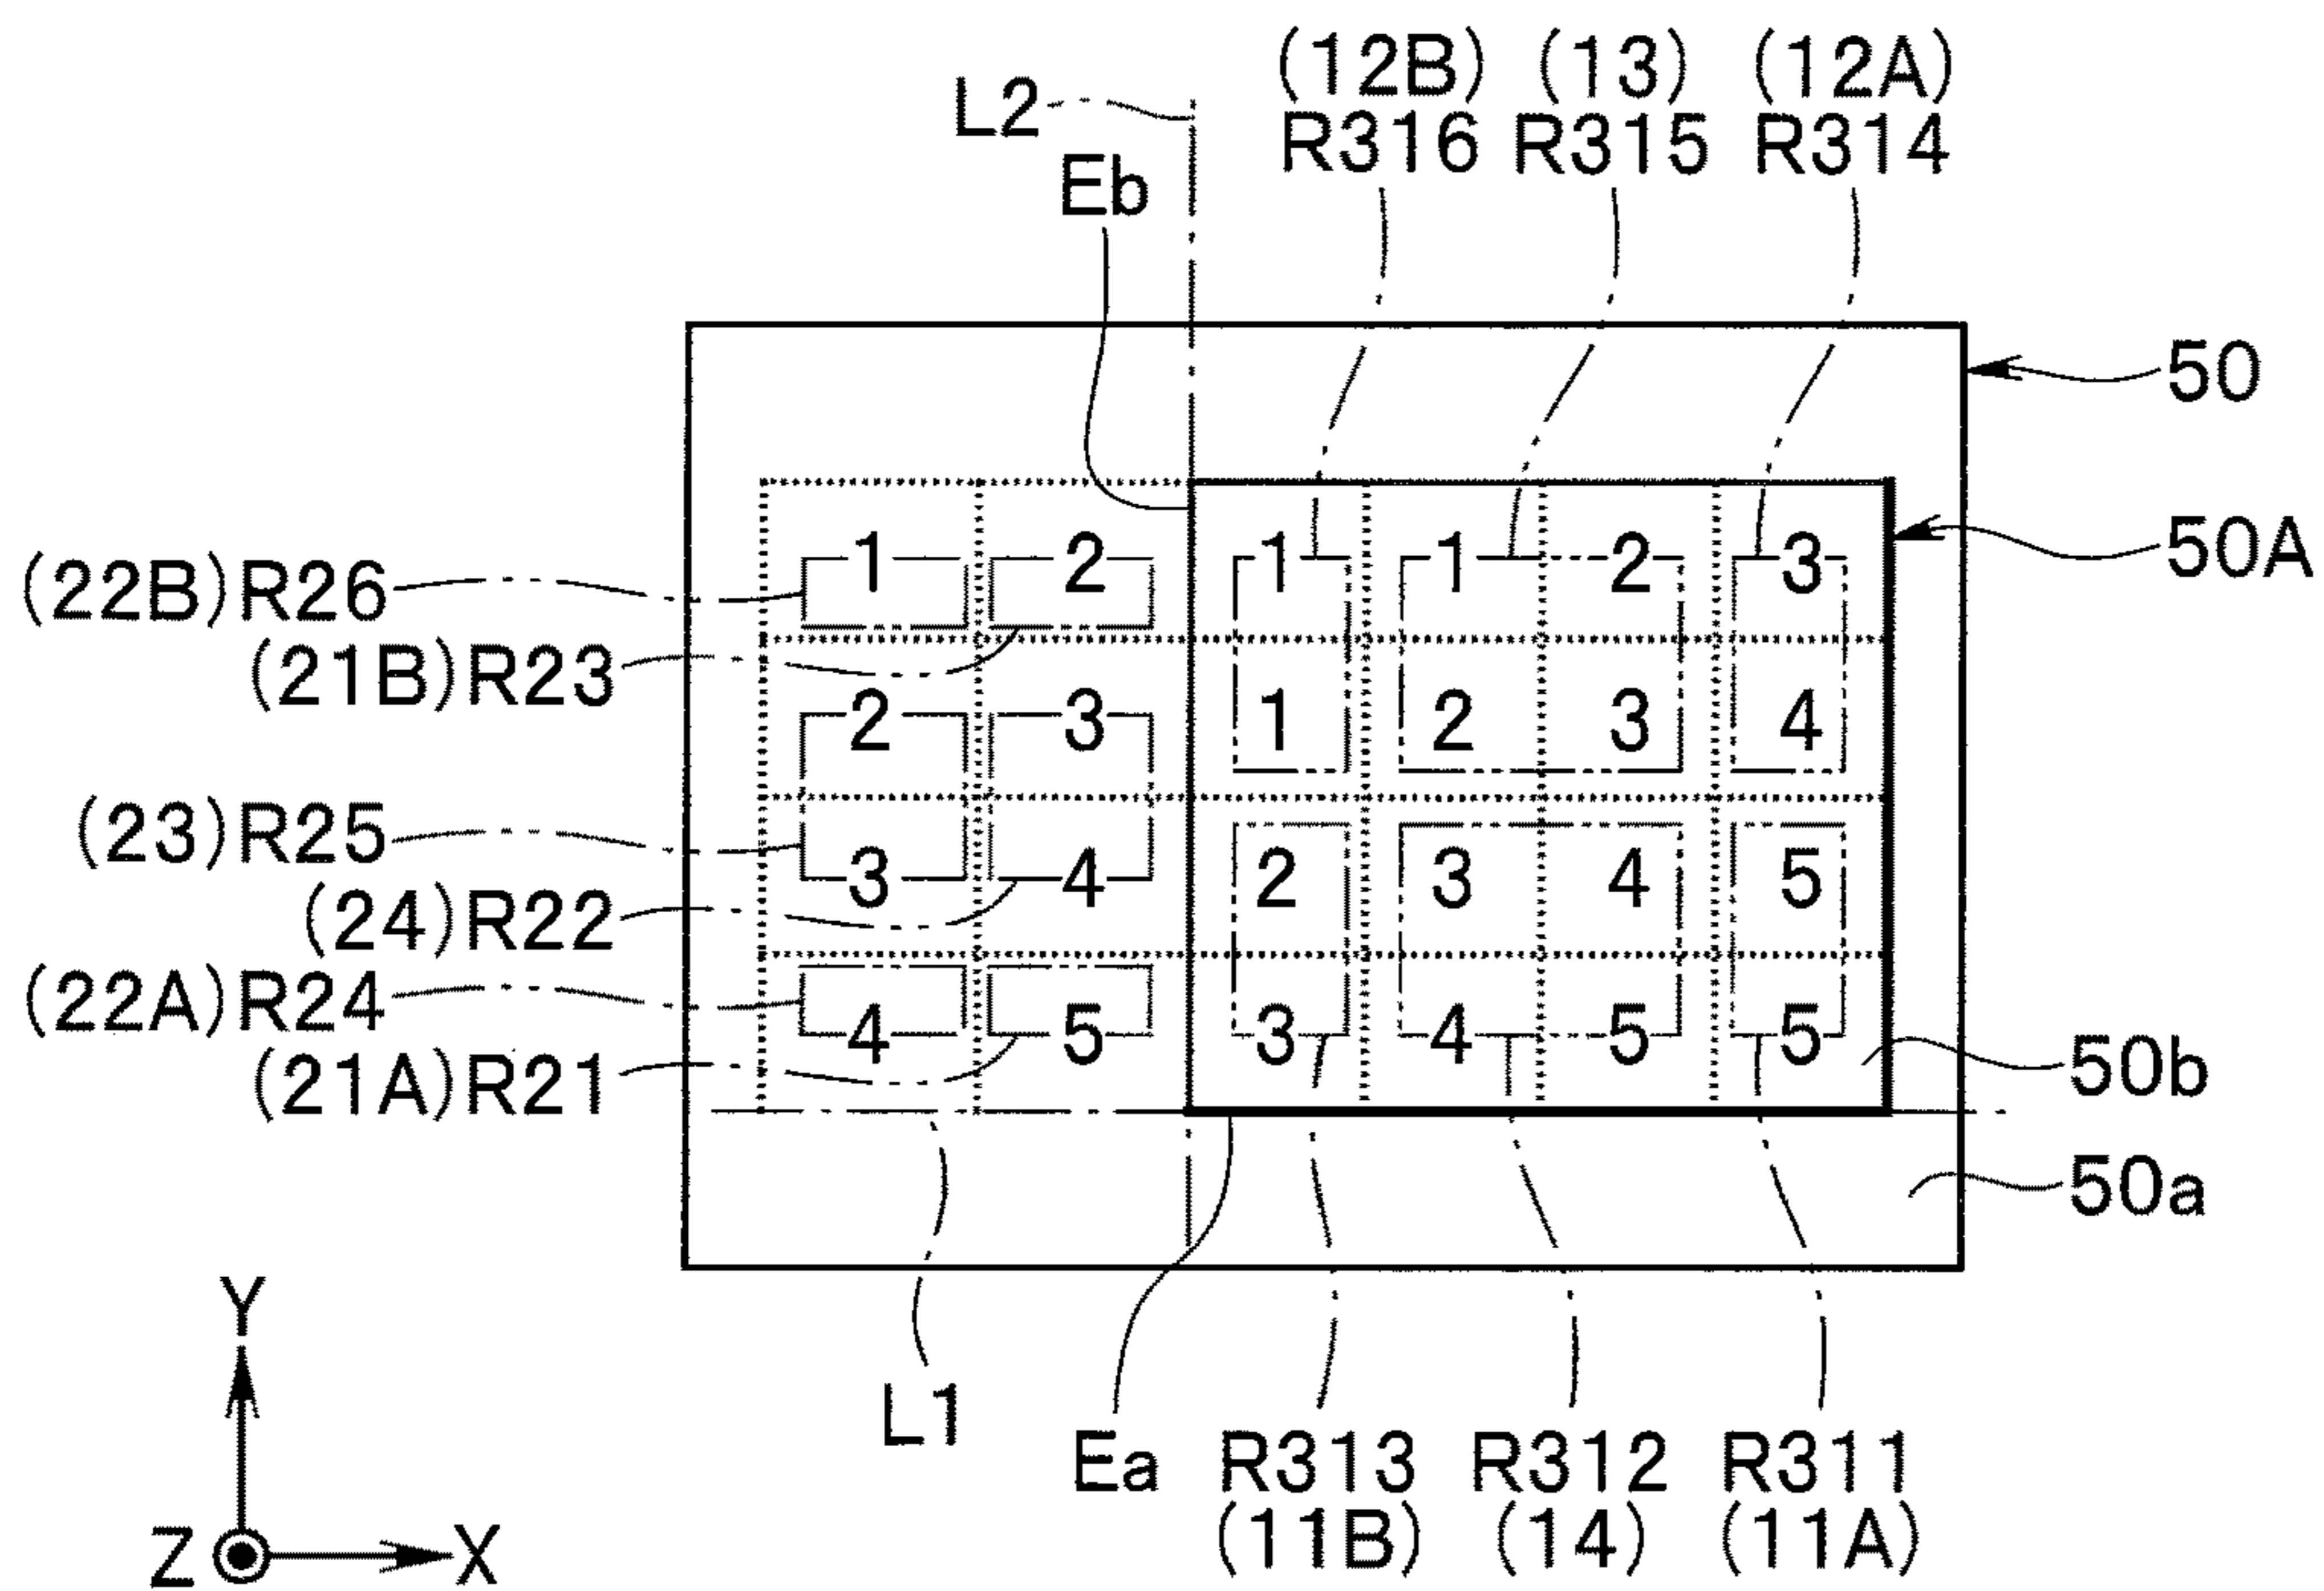 (12B) (13) (12A)
L2 R316 R315 R314
Eb
50
50A
1 2 1 1 2 3
(22B)R26
(21B)R23
2 3 1 2 3 4
(23)R25
3 4 2 3 4 5
(24)R22
(22A)R24
4 5 3 4 5 5
(21A)R21
50b
50a
Y
L1
Ea R313 R312 R311
(11B) (14) (11A)
Z X